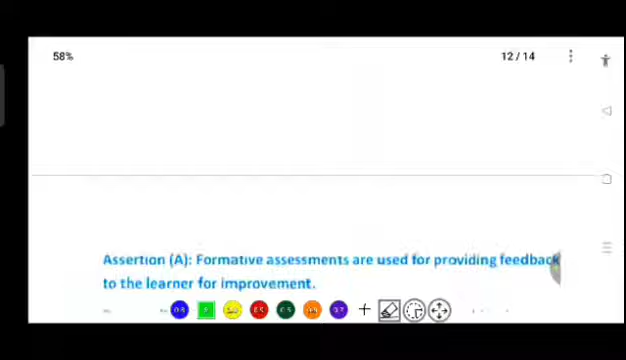 58%
12 / 14
Assertion (A): Formative assessments are used for providing feedback
to the learner for improvement.